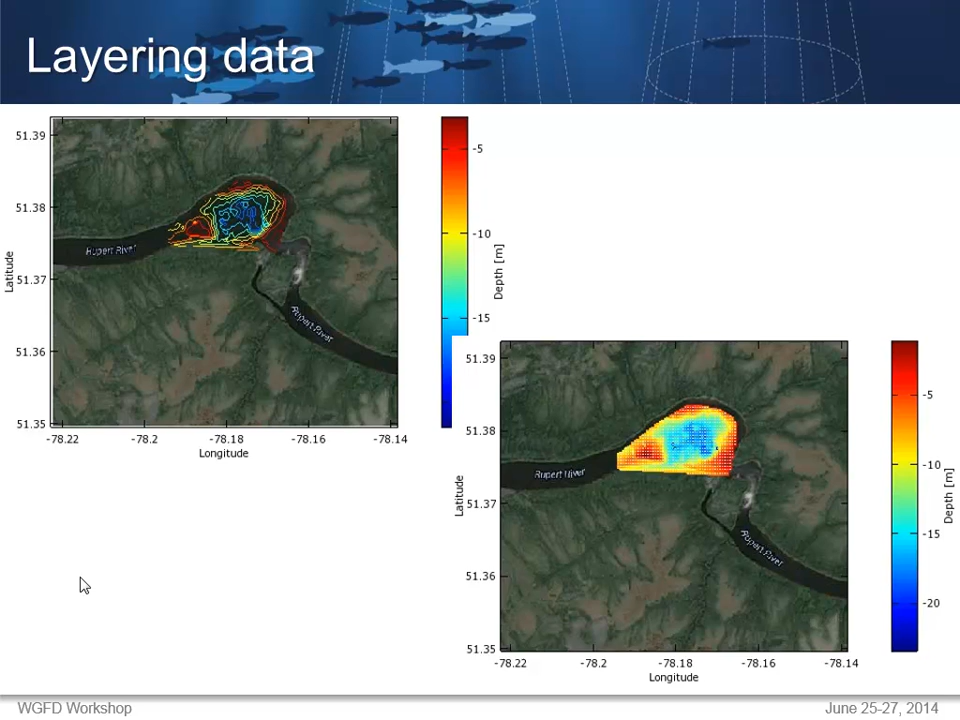 Layering data
51.39
51.38
51.37
51.36
51.35
Latitude
-78.22 -78.2 -78.18 -78.16 -78.14
Longitude
Rupert River
Rupert River
-5
-10
-15
Depth [m]
51.39
51.38
51.37
51.36
51.35
Latitude
-78.22 -78.2 -78.18 -78.16 -78.14
Longitude
Rupert River
Rupert River
-5
-10
-15
-20
Depth [m]
WGFD Workshop June 25-27, 2014